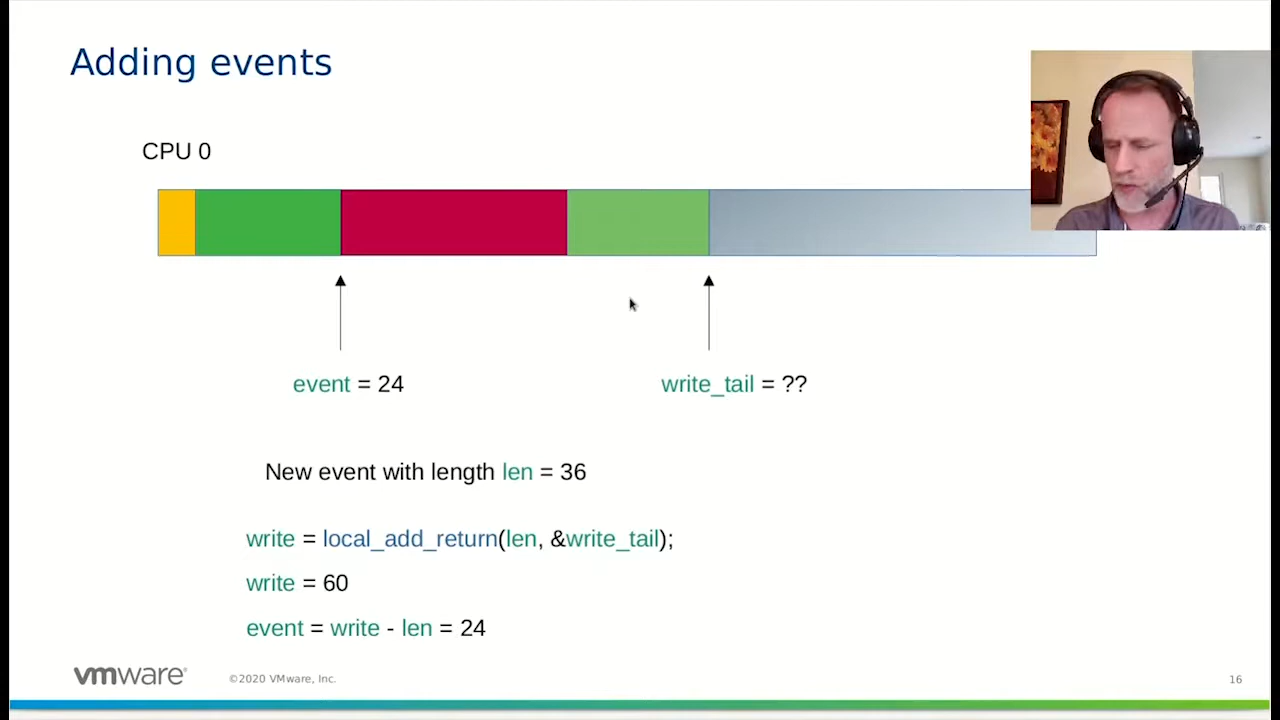 Adding events
CPU 0
event = 24
write_tail = ??
New event with length len = 36
write = local_add_return(len, &write_tail);
write = 60
event = write - len = 24
vmware®
©2020 VMware, Inc.
16